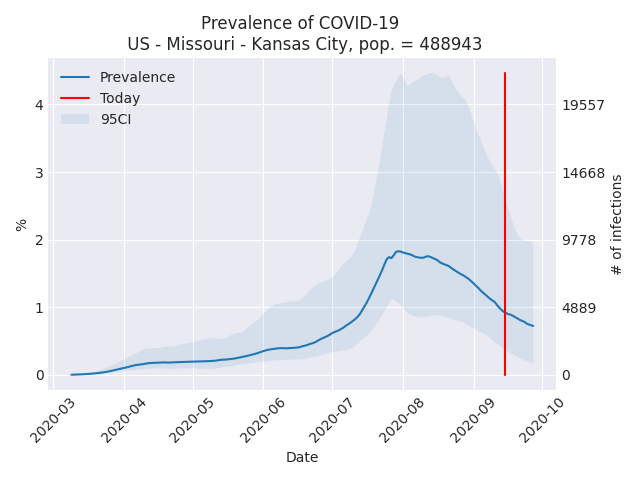 Prevalence of COVID-19
US - Missouri - Kansas City, pop. = 488943
Prevalence
Today
95CI
4
3
2
1
0
%
19557
14668
9778
4889
0
# of infections
2020-03
2020-04
2020-05
2020-06
2020-07
2020-08
2020-09
2020-10
Date